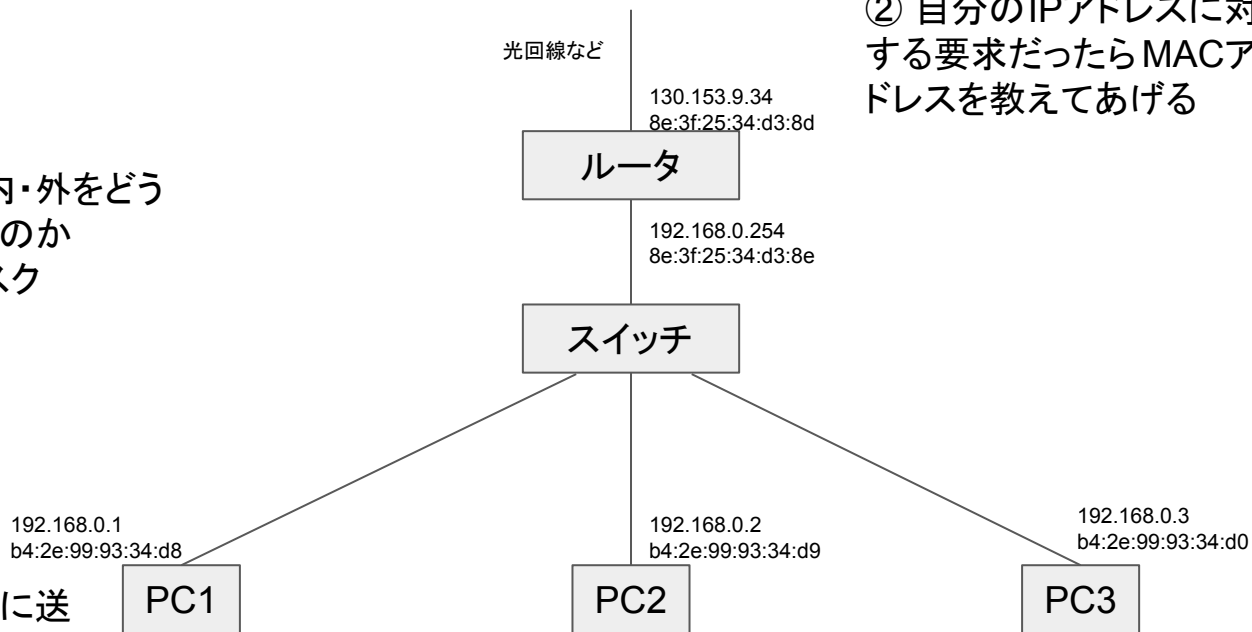 ② 自分のIPアドレスに対
する要求だったらMACア
ドレスを教えてあげる
光回線など
130.153.9.34
8e:3f:25:34:d3:8d
ルータ
内・外をどう
のか
スク
192.168.0.254
8e:3f:25:34:d3:8e
スイッチ
192.168.0.1
b4:2e:99:93:34:d8
192.168.0.2
b4:2e:99:93:34:d9
192.168.0.3
b4:2e:99:93:34:d0
に送
PC1
PC2
PC3